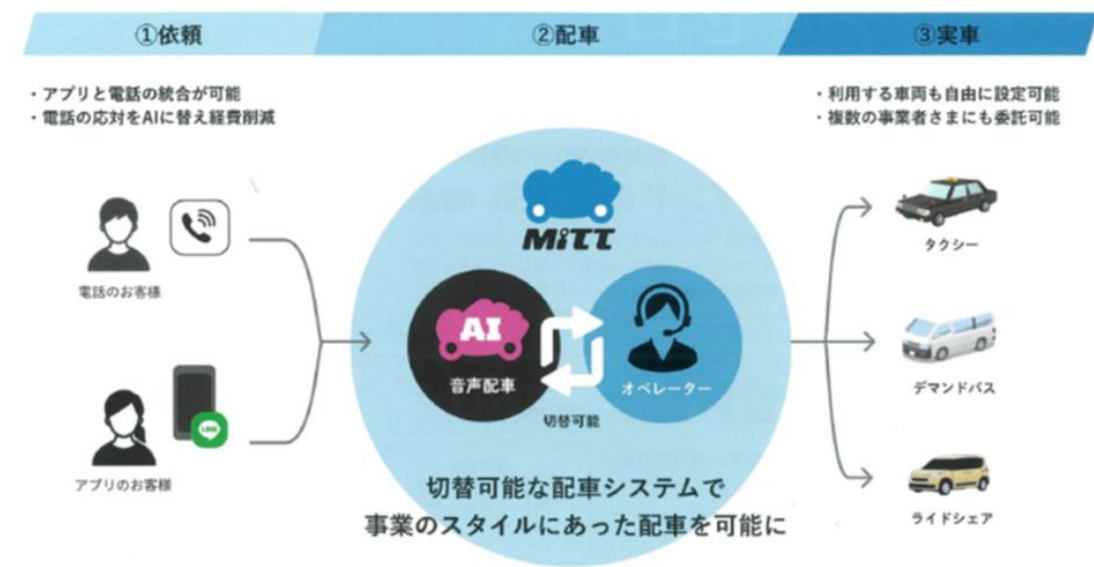 ①依頼
②配車
③実車
・アプリと電話の統合が可能
・電話の応対をAIに替え経費削減
・利用する車両も自由に設定可能
・複数の事業者さまにも委託可能
電話のお客様
LINE
アプリのお客様
MiTT
AI
音声配車
オペレーター
切替可能
切替可能な配車システムで
事業のスタイルにあった配車を可能に
タクシー
デマンドバス
ライドシェア